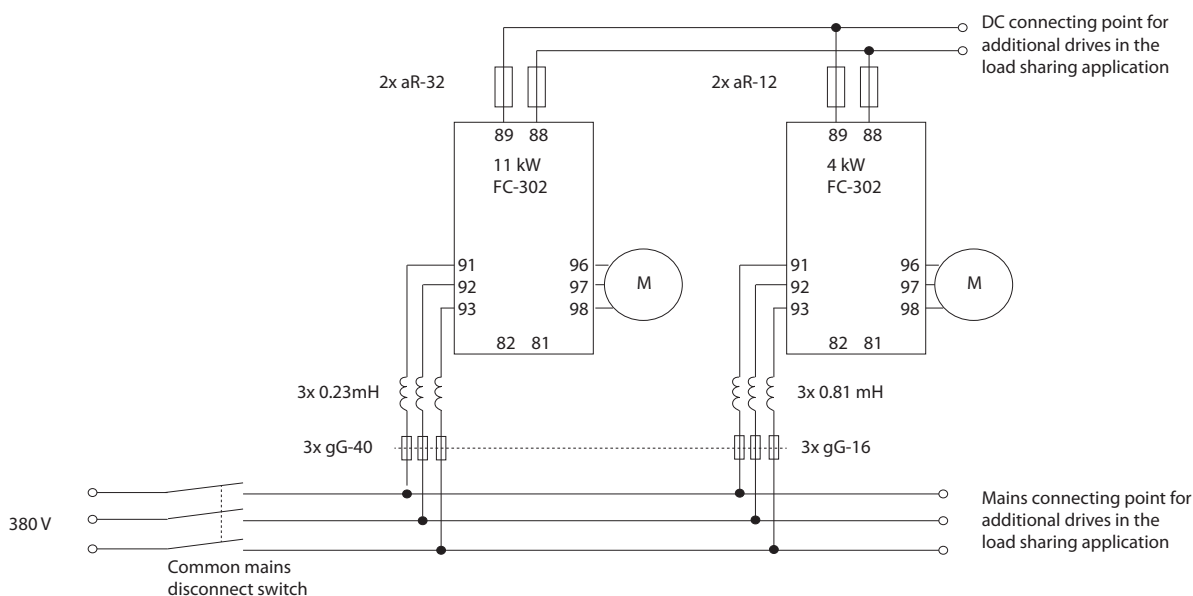 DC connecting point for
additional drives in the
load sharing application
2x aR-32
2x aR-12
89 88
89 88
11 kW
FC-302
4 kW
FC-302
91
92
93
96
97
98
M
91
92
93
96
97
98
M
82 81
82 81
3x 0.23mH
3x 0.81 mH
3x gG-40
3x gG-16
380 V
Mains connecting point for
additional drives in the
load sharing application
Common mains
disconnect switch